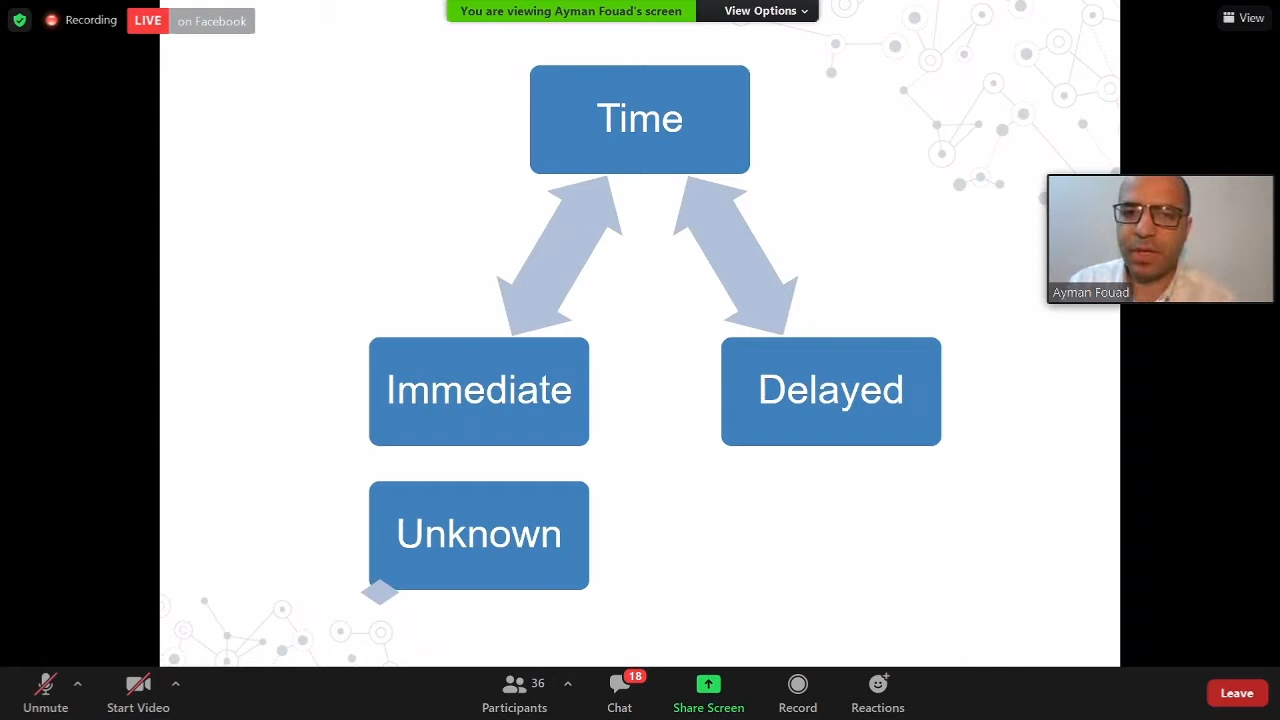 Recording
LIVE on Facebook
You are viewing Ayman Fouad's screen
View Options
View
Time
Ayman Fouad
Immediate
Delayed
Unknown
Unmute
Start Video
36
Participants
18
Chat
Share Screen
Record
Reactions
Leave